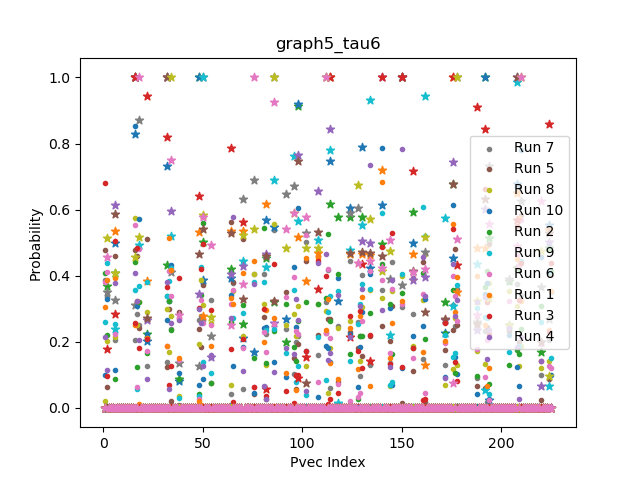 graph5_tau6
1.0
0.8
0.6
0.4
0.2
0.0
Probability
0
50
100
150
200
Pvec Index
Run 7
Run 5
Run 8
Run 10
Run 2
Run 9
Run 6
Run 1
Run 3
Run 4